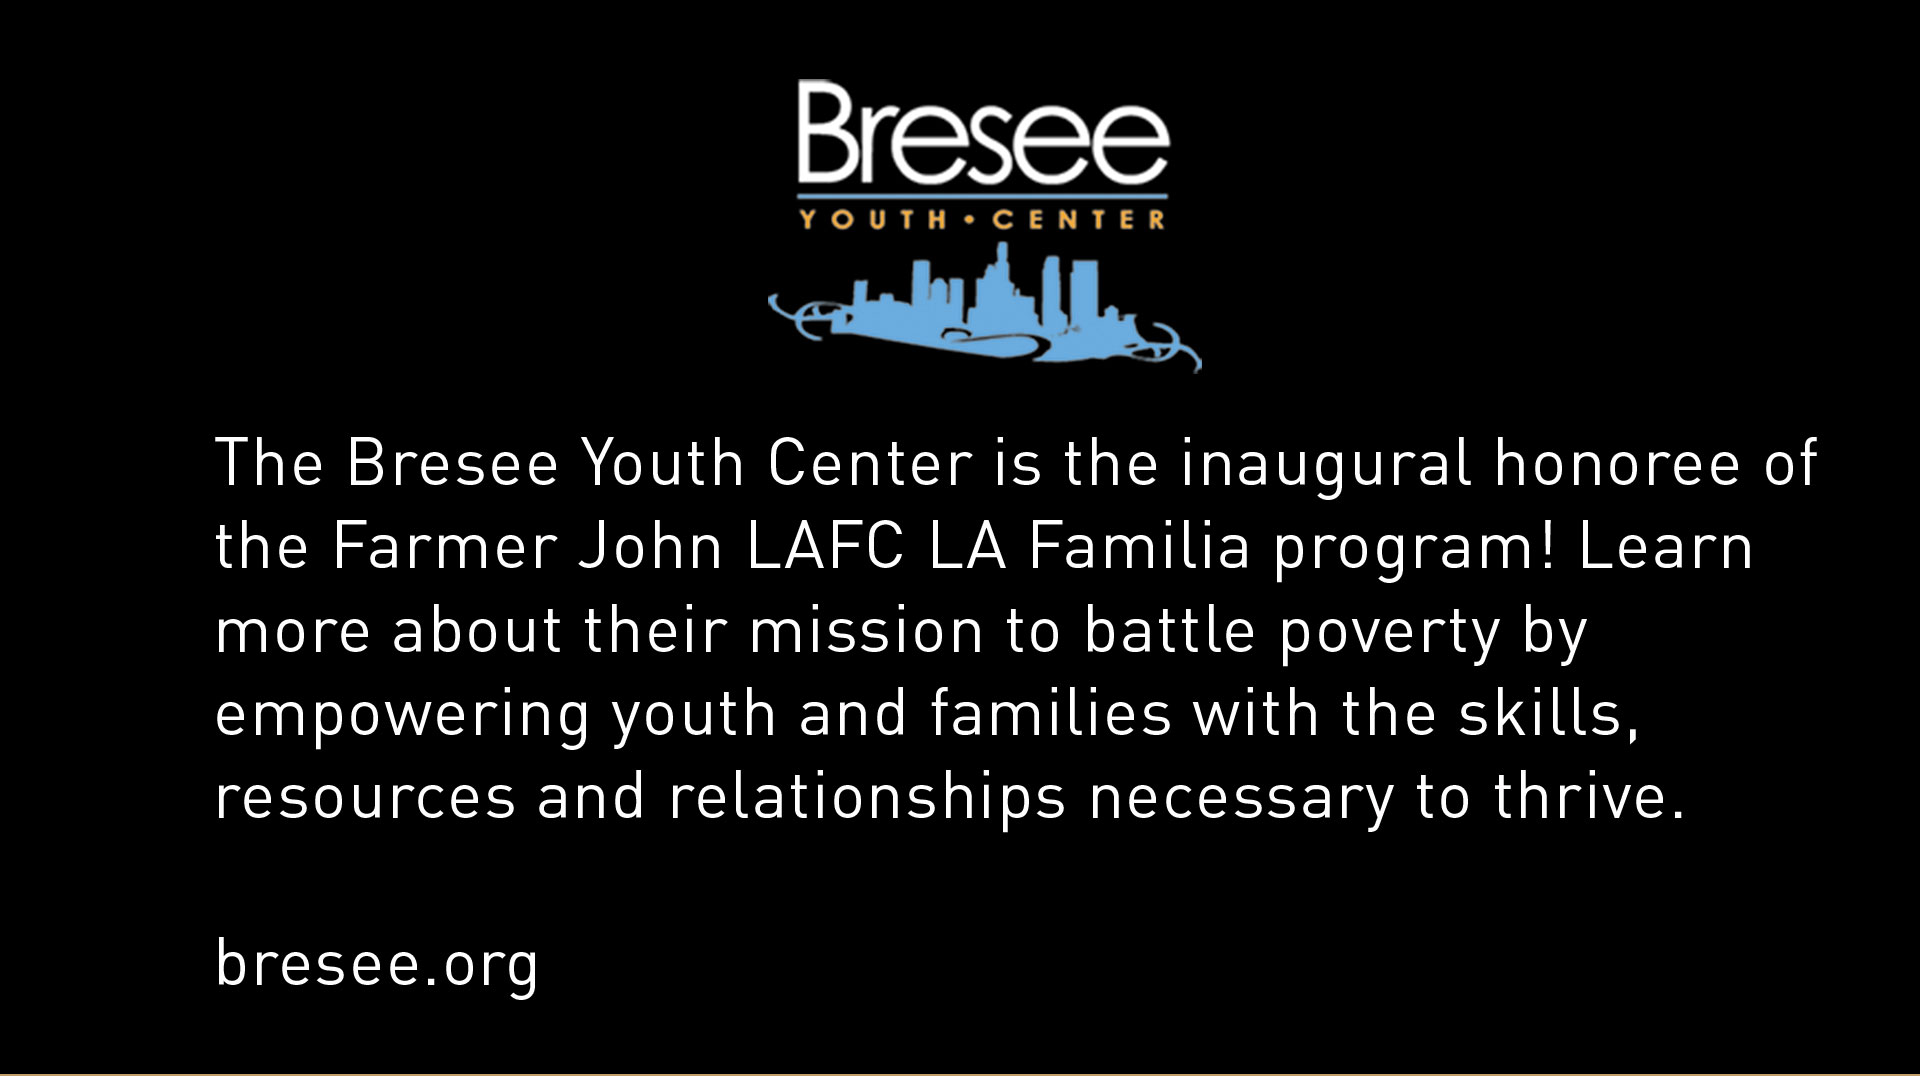 Bresee
YOUTH • CENTER
The Bresee Youth Center is the inaugural honoree of
the Farmer John LAFC LA Familia program! Learn
more about their mission to battle poverty by
empowering youth and families with the skills,
resources and relationships necessary to thrive.
bresee.org